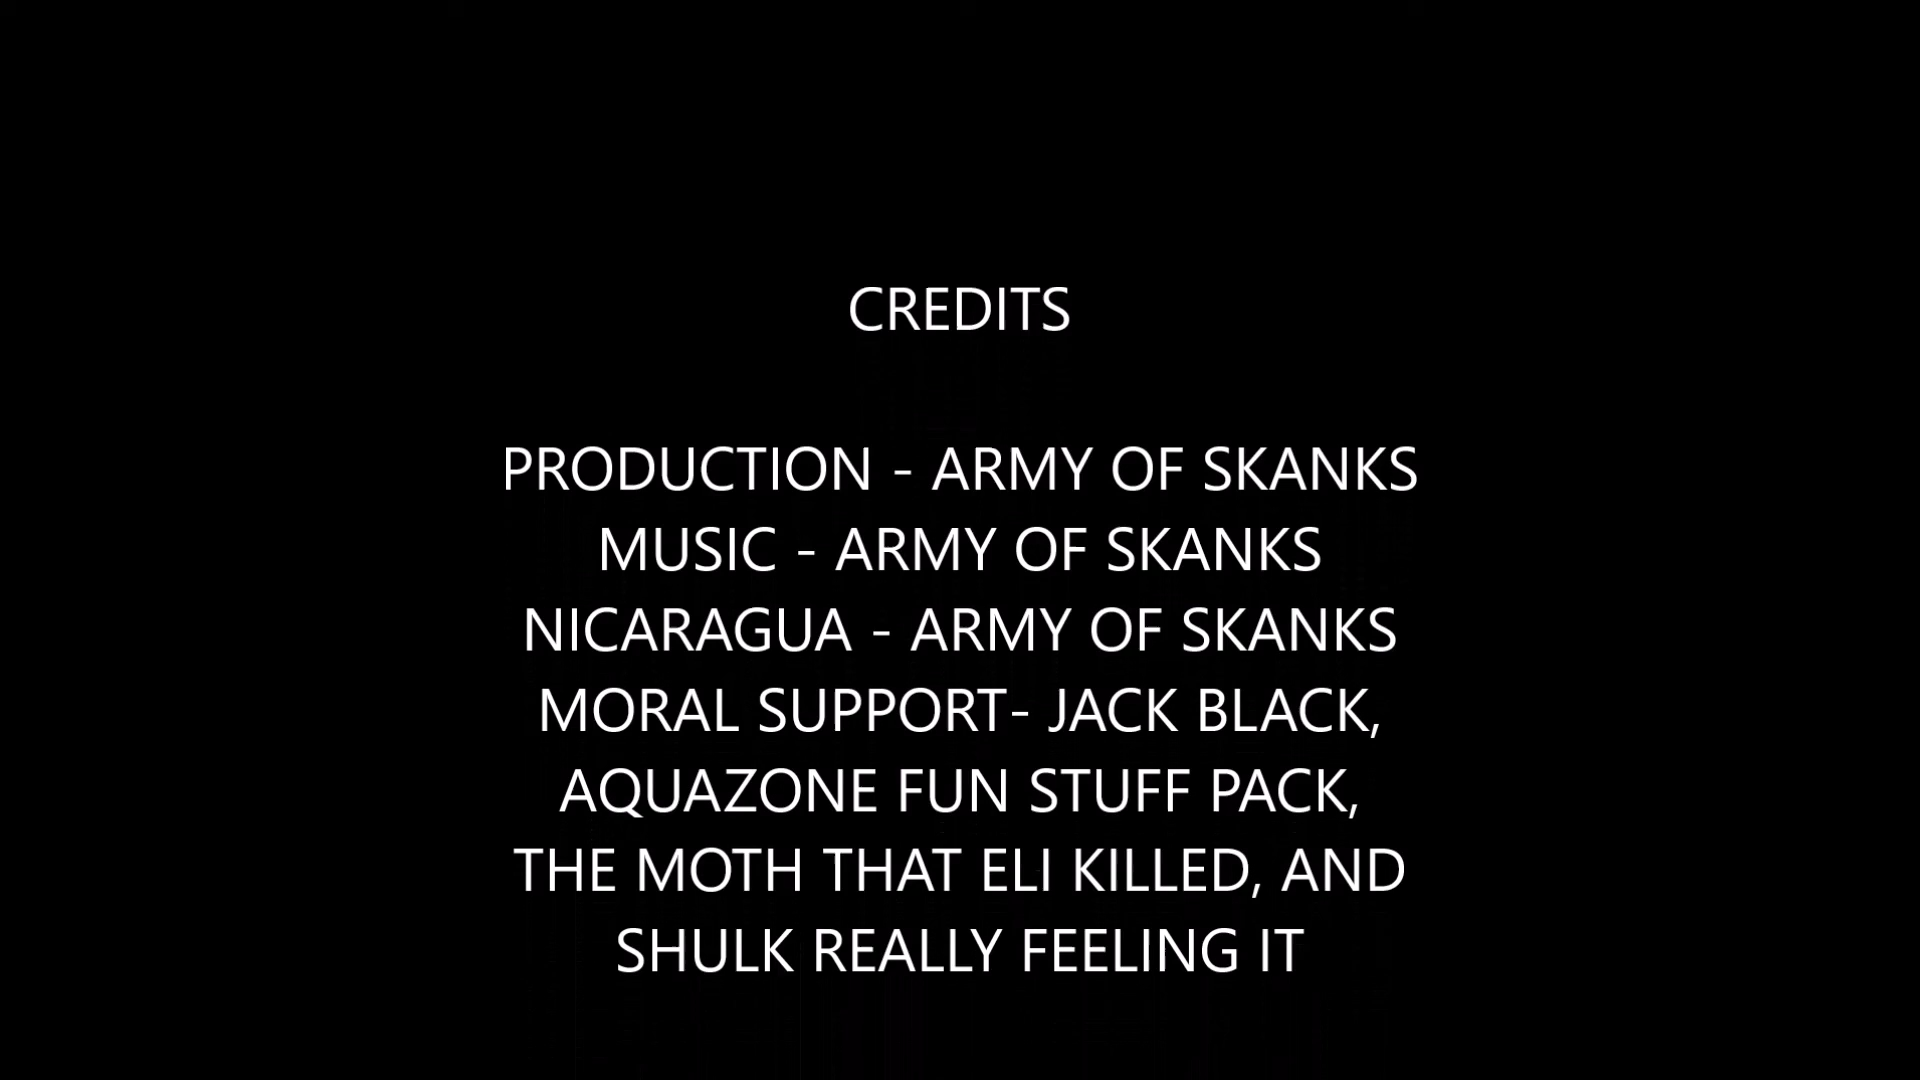 CREDITS
PRODUCTION - ARMY OF SKANKS
MUSIC - ARMY OF SKANKS
NICARAGUA - ARMY OF SKANKS
MORAL SUPPORT- JACK BLACK,
AQUAZONE FUN STUFF PACK,
THE MOTH THAT ELI KILLED, AND
SHULK REALLY FEELING IT